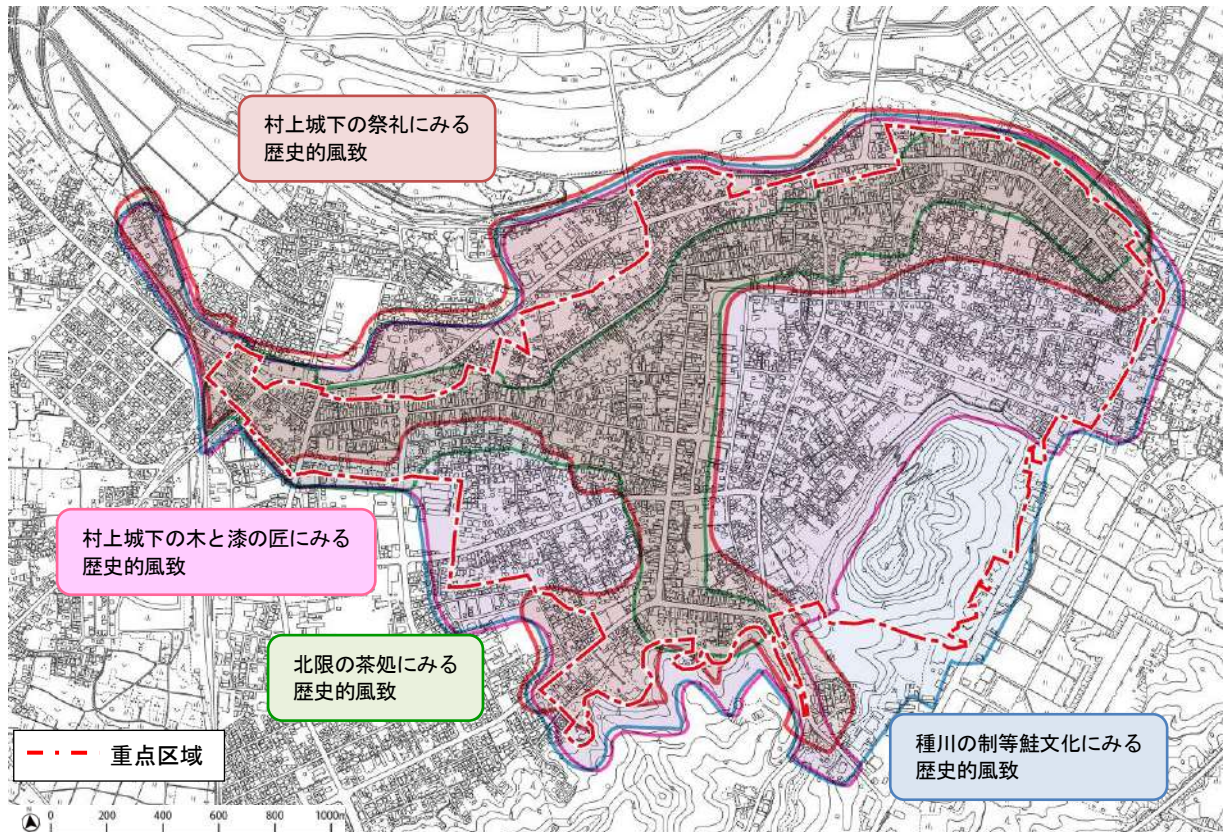 村上城下の祭礼にみる
歴史的風致
村上城下の木と漆の匠にみる
歴史的風致
北限の茶処にみる
歴史的風致
種川の制等鮭文化にみる
歴史的風致
重点区域
0 200 400 600 800 1000m